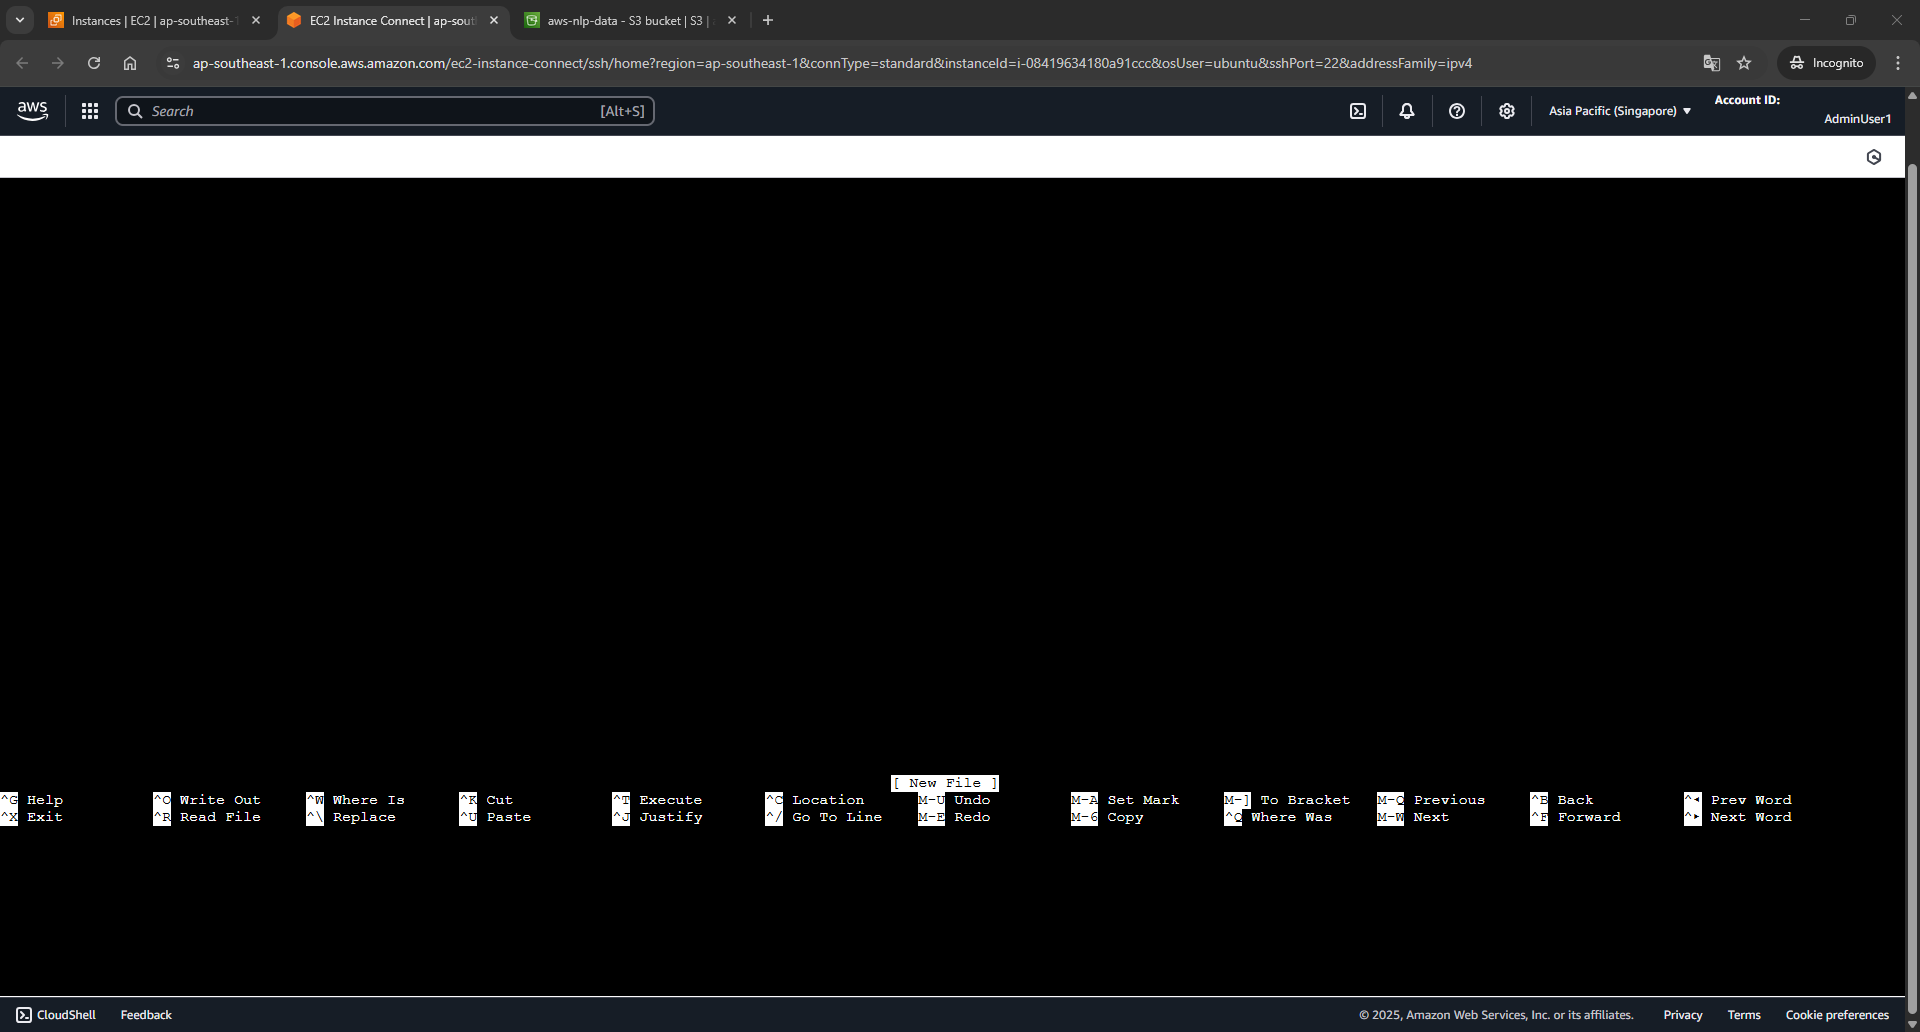 Instances | EC2 | ap-southeast-1
EC2 Instance Connect | ap-sout
aws-nlp-data - S3 bucket | S3 |
ap-southeast-1.console.aws.amazon.com/ec2-instance-connect/ssh/home?region=ap-southeast-1&connType=standard&instanceId=i-08419634180a91ccc&osUser=ubuntu&sshPort=22&addressFamily=ipv4
Incognito
aws
Search [Alt+S]
Asia Pacific (Singapore)
Account ID:
AdminUser1
[ New File ]
^G Help ^O Write Out ^W Where Is ^K Cut ^T Execute ^C Location M-U Undo M-A Set Mark M-] To Bracket M-Q Previous ^B Back ^◂ Prev Word
^X Exit ^R Read File ^\ Replace ^U Paste ^J Justify ^/ Go To Line M-E Redo M-6 Copy ^Q Where Was M-W Next ^F Forward ^▸ Next Word
CloudShell Feedback © 2025, Amazon Web Services, Inc. or its affiliates. Privacy Terms Cookie preferences